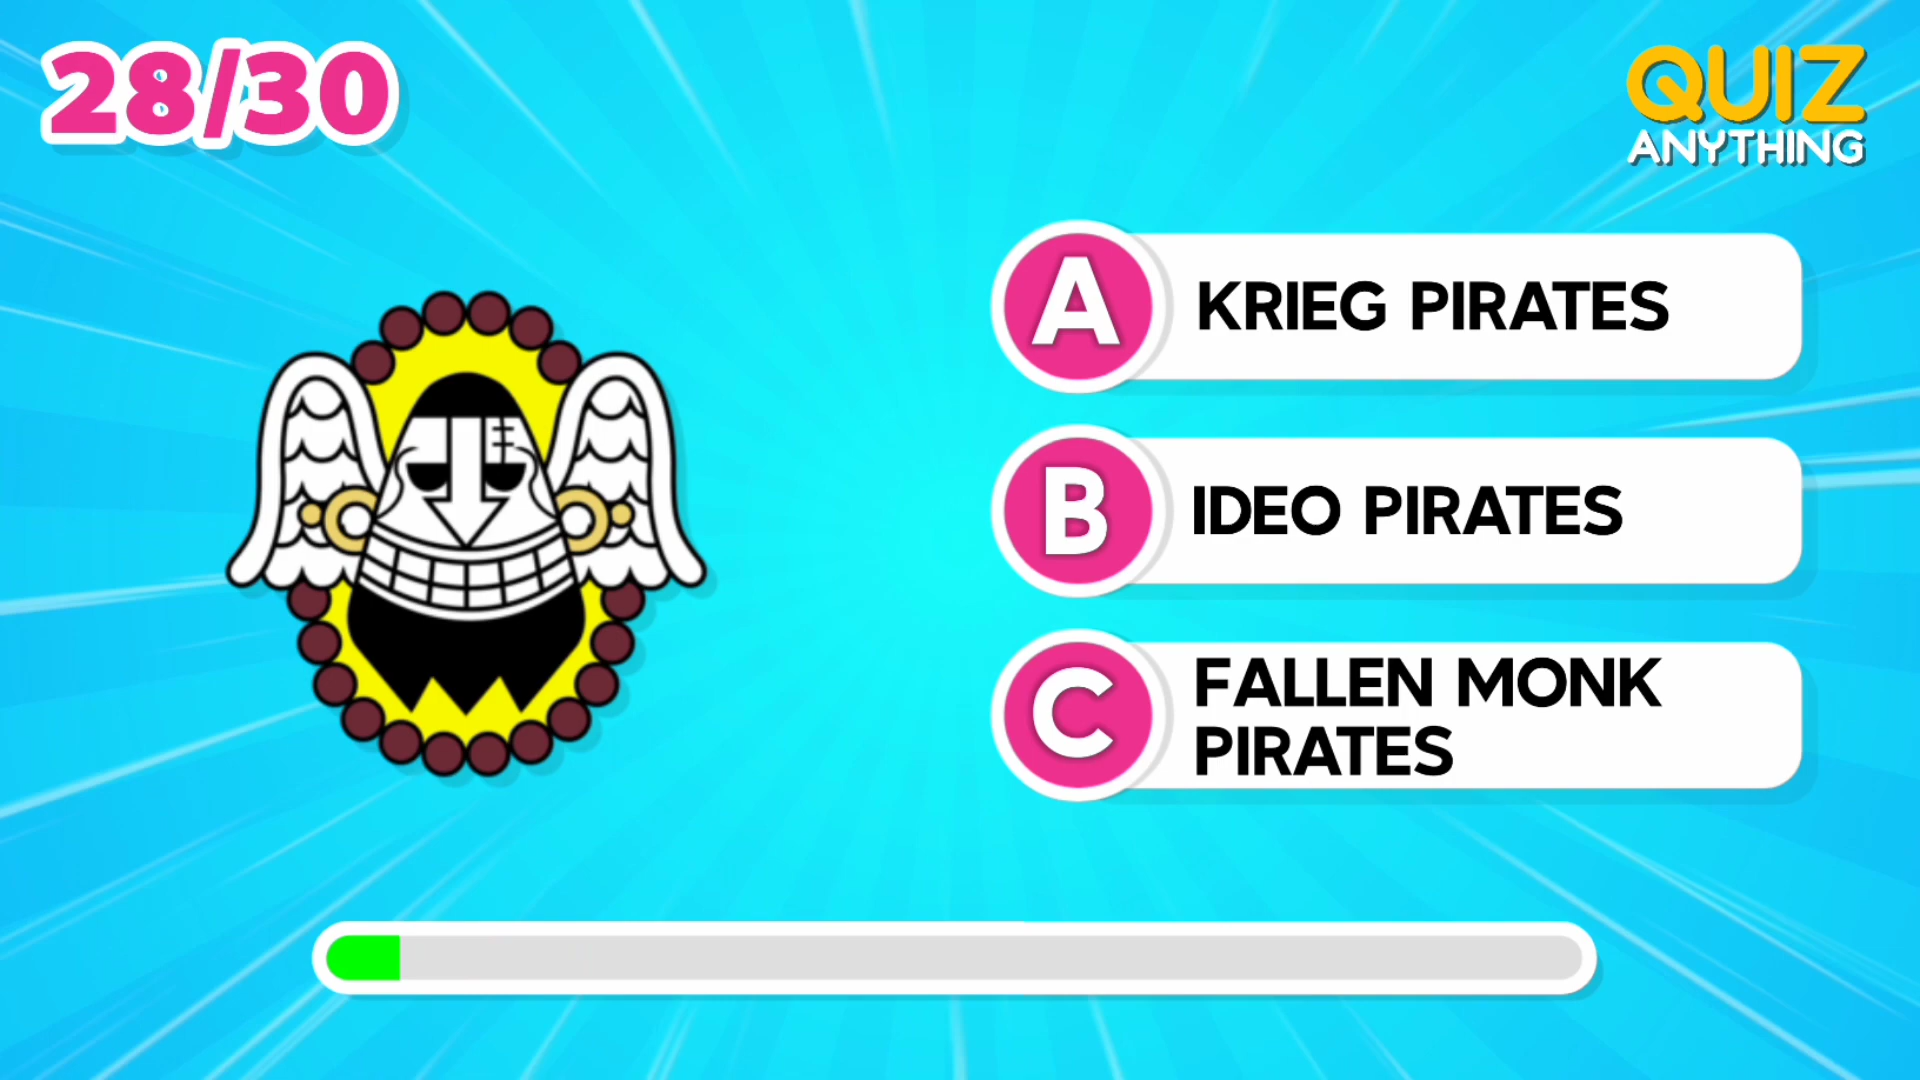 28/30
QUIZ
ANYTHING
A
KRIEG PIRATES
B
IDEO PIRATES
C
FALLEN MONK
PIRATES